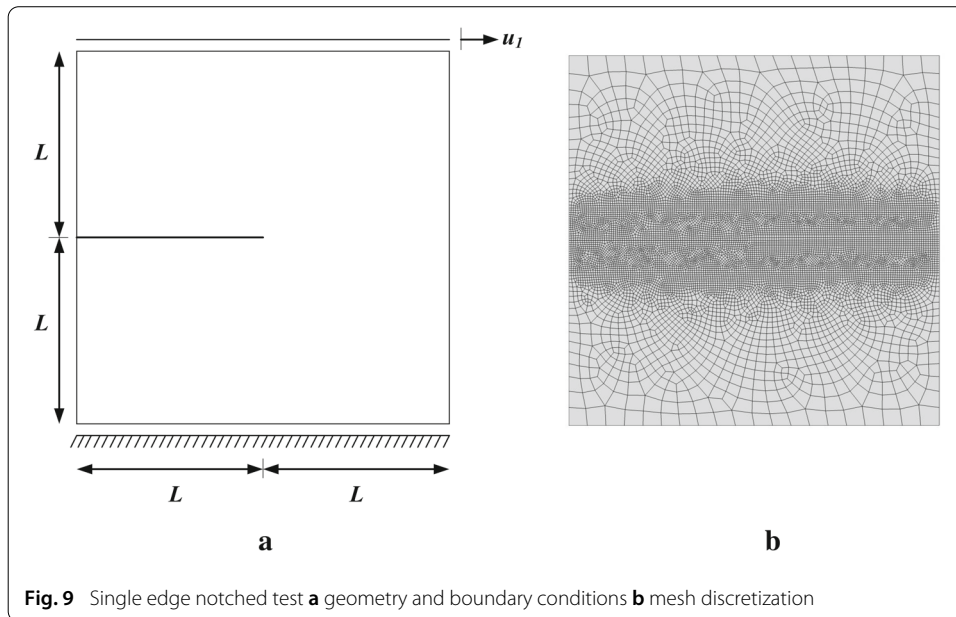 u1
L
L
L L
a b
Fig. 9 Single edge notched test a geometry and boundary conditions b mesh discretization